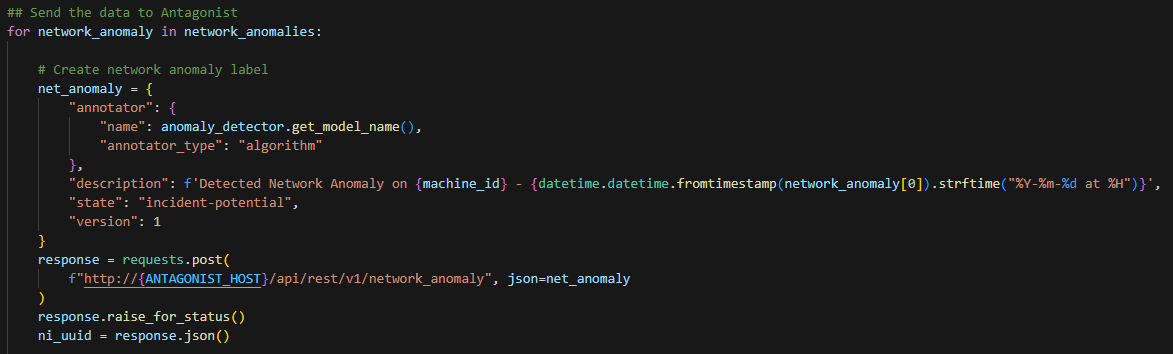 ## Send the data to Antagonist
for network_anomaly in network_anomalies:
# Create network anomaly label
net_anomaly = {
"annotator": {
"name": anomaly_detector.get_model_name(),
"annotator_type": "algorithm"
},
"description": f'Detected Network Anomaly on {machine_id} - {datetime.datetime.fromtimestamp(network_anomaly[0]).strftime("%Y-%m-%d at %H")}',
"state": "incident-potential",
"version": 1
}
response = requests.post(
f"http://{ANTAGONIST_HOST}/api/rest/v1/network_anomaly", json=net_anomaly
)
response.raise_for_status()
ni_uuid = response.json()